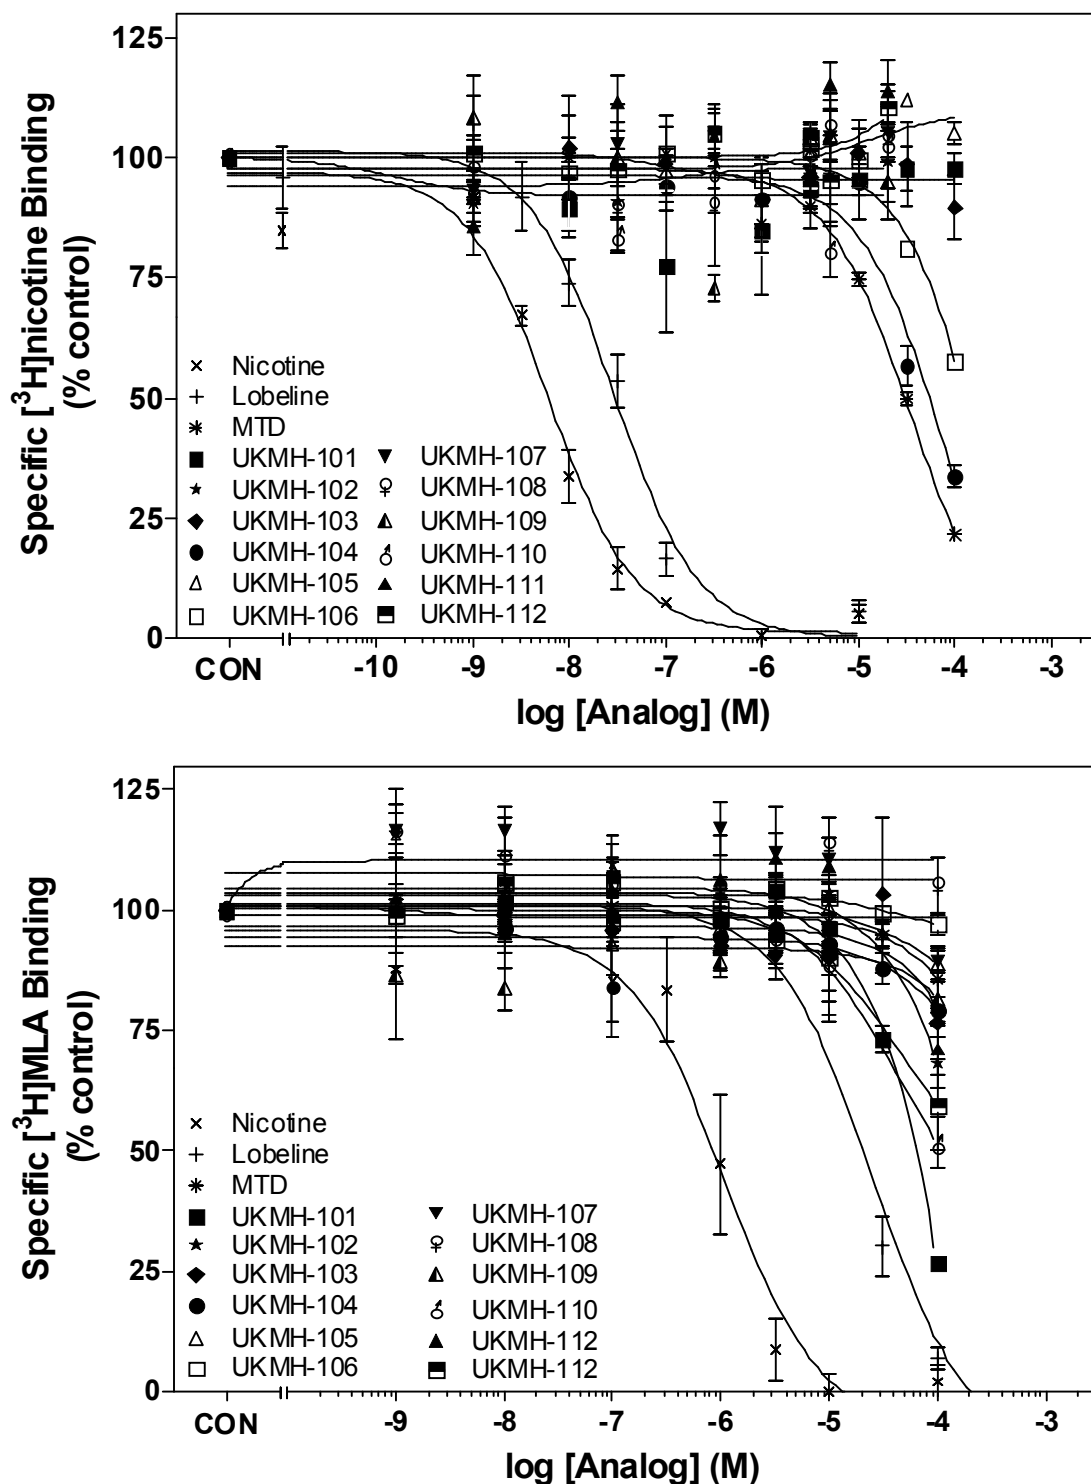 125
100
75
50
25
0
Specific [³H]nicotine Binding
(% control)
Nicotine
Lobeline
MTD
UKMH-101 UKMH-107
UKMH-102 UKMH-108
UKMH-103 UKMH-109
UKMH-104 UKMH-110
UKMH-105 UKMH-111
UKMH-106 UKMH-112
CON -10 -9 -8 -7 -6 -5 -4 -3
log [Analog] (M)
125
100
75
50
25
0
Specific [³H]MLA Binding
(% control)
Nicotine
Lobeline
MTD
UKMH-101 UKMH-107
UKMH-102 UKMH-108
UKMH-103 UKMH-109
UKMH-104 UKMH-110
UKMH-105 UKMH-112
UKMH-106 UKMH-112
CON -9 -8 -7 -6 -5 -4 -3
log [Analog] (M)